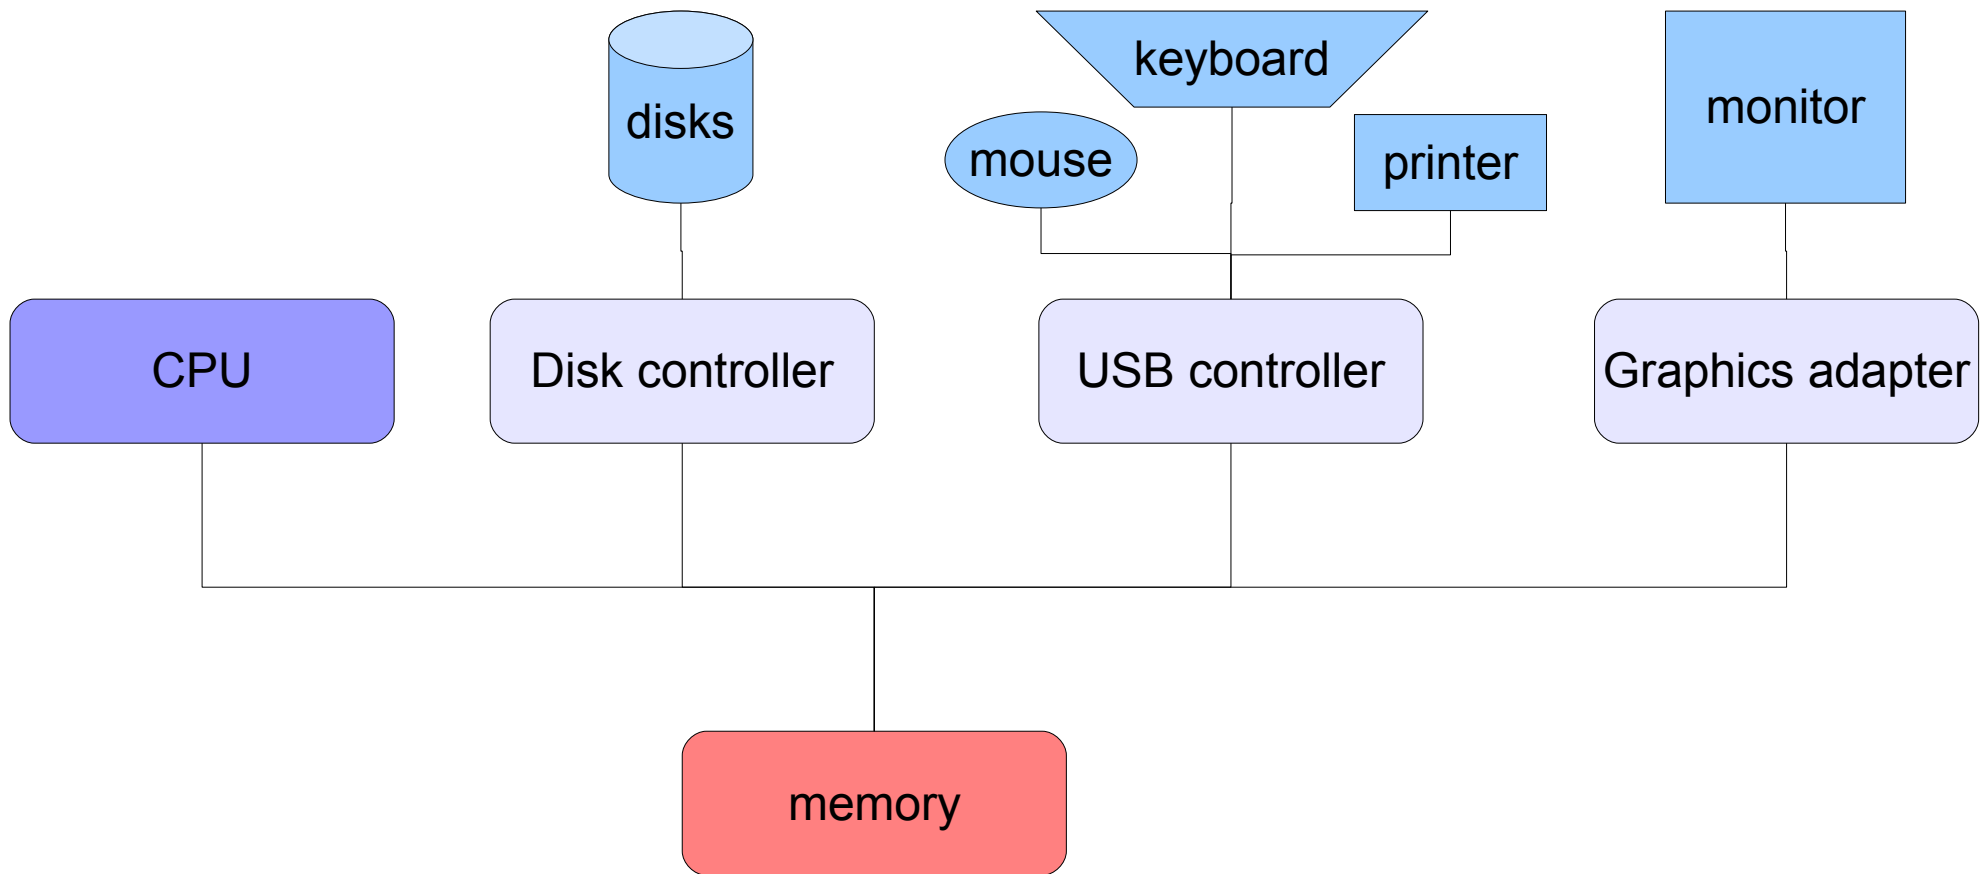 disks
keyboard
mouse
printer
monitor
CPU
Disk controller
USB controller
Graphics adapter
memory